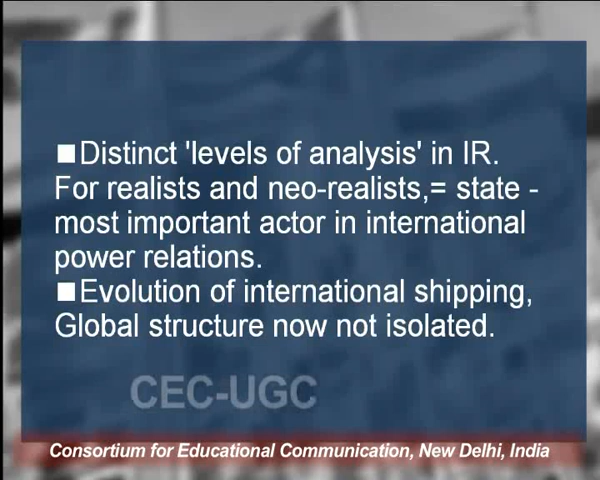 ■Distinct 'levels of analysis' in IR.
For realists and neo-realists,= state -
most important actor in international
power relations.
■Evolution of international shipping,
Global structure now not isolated.
CEC-UGC
Consortium for Educational Communication, New Delhi, India